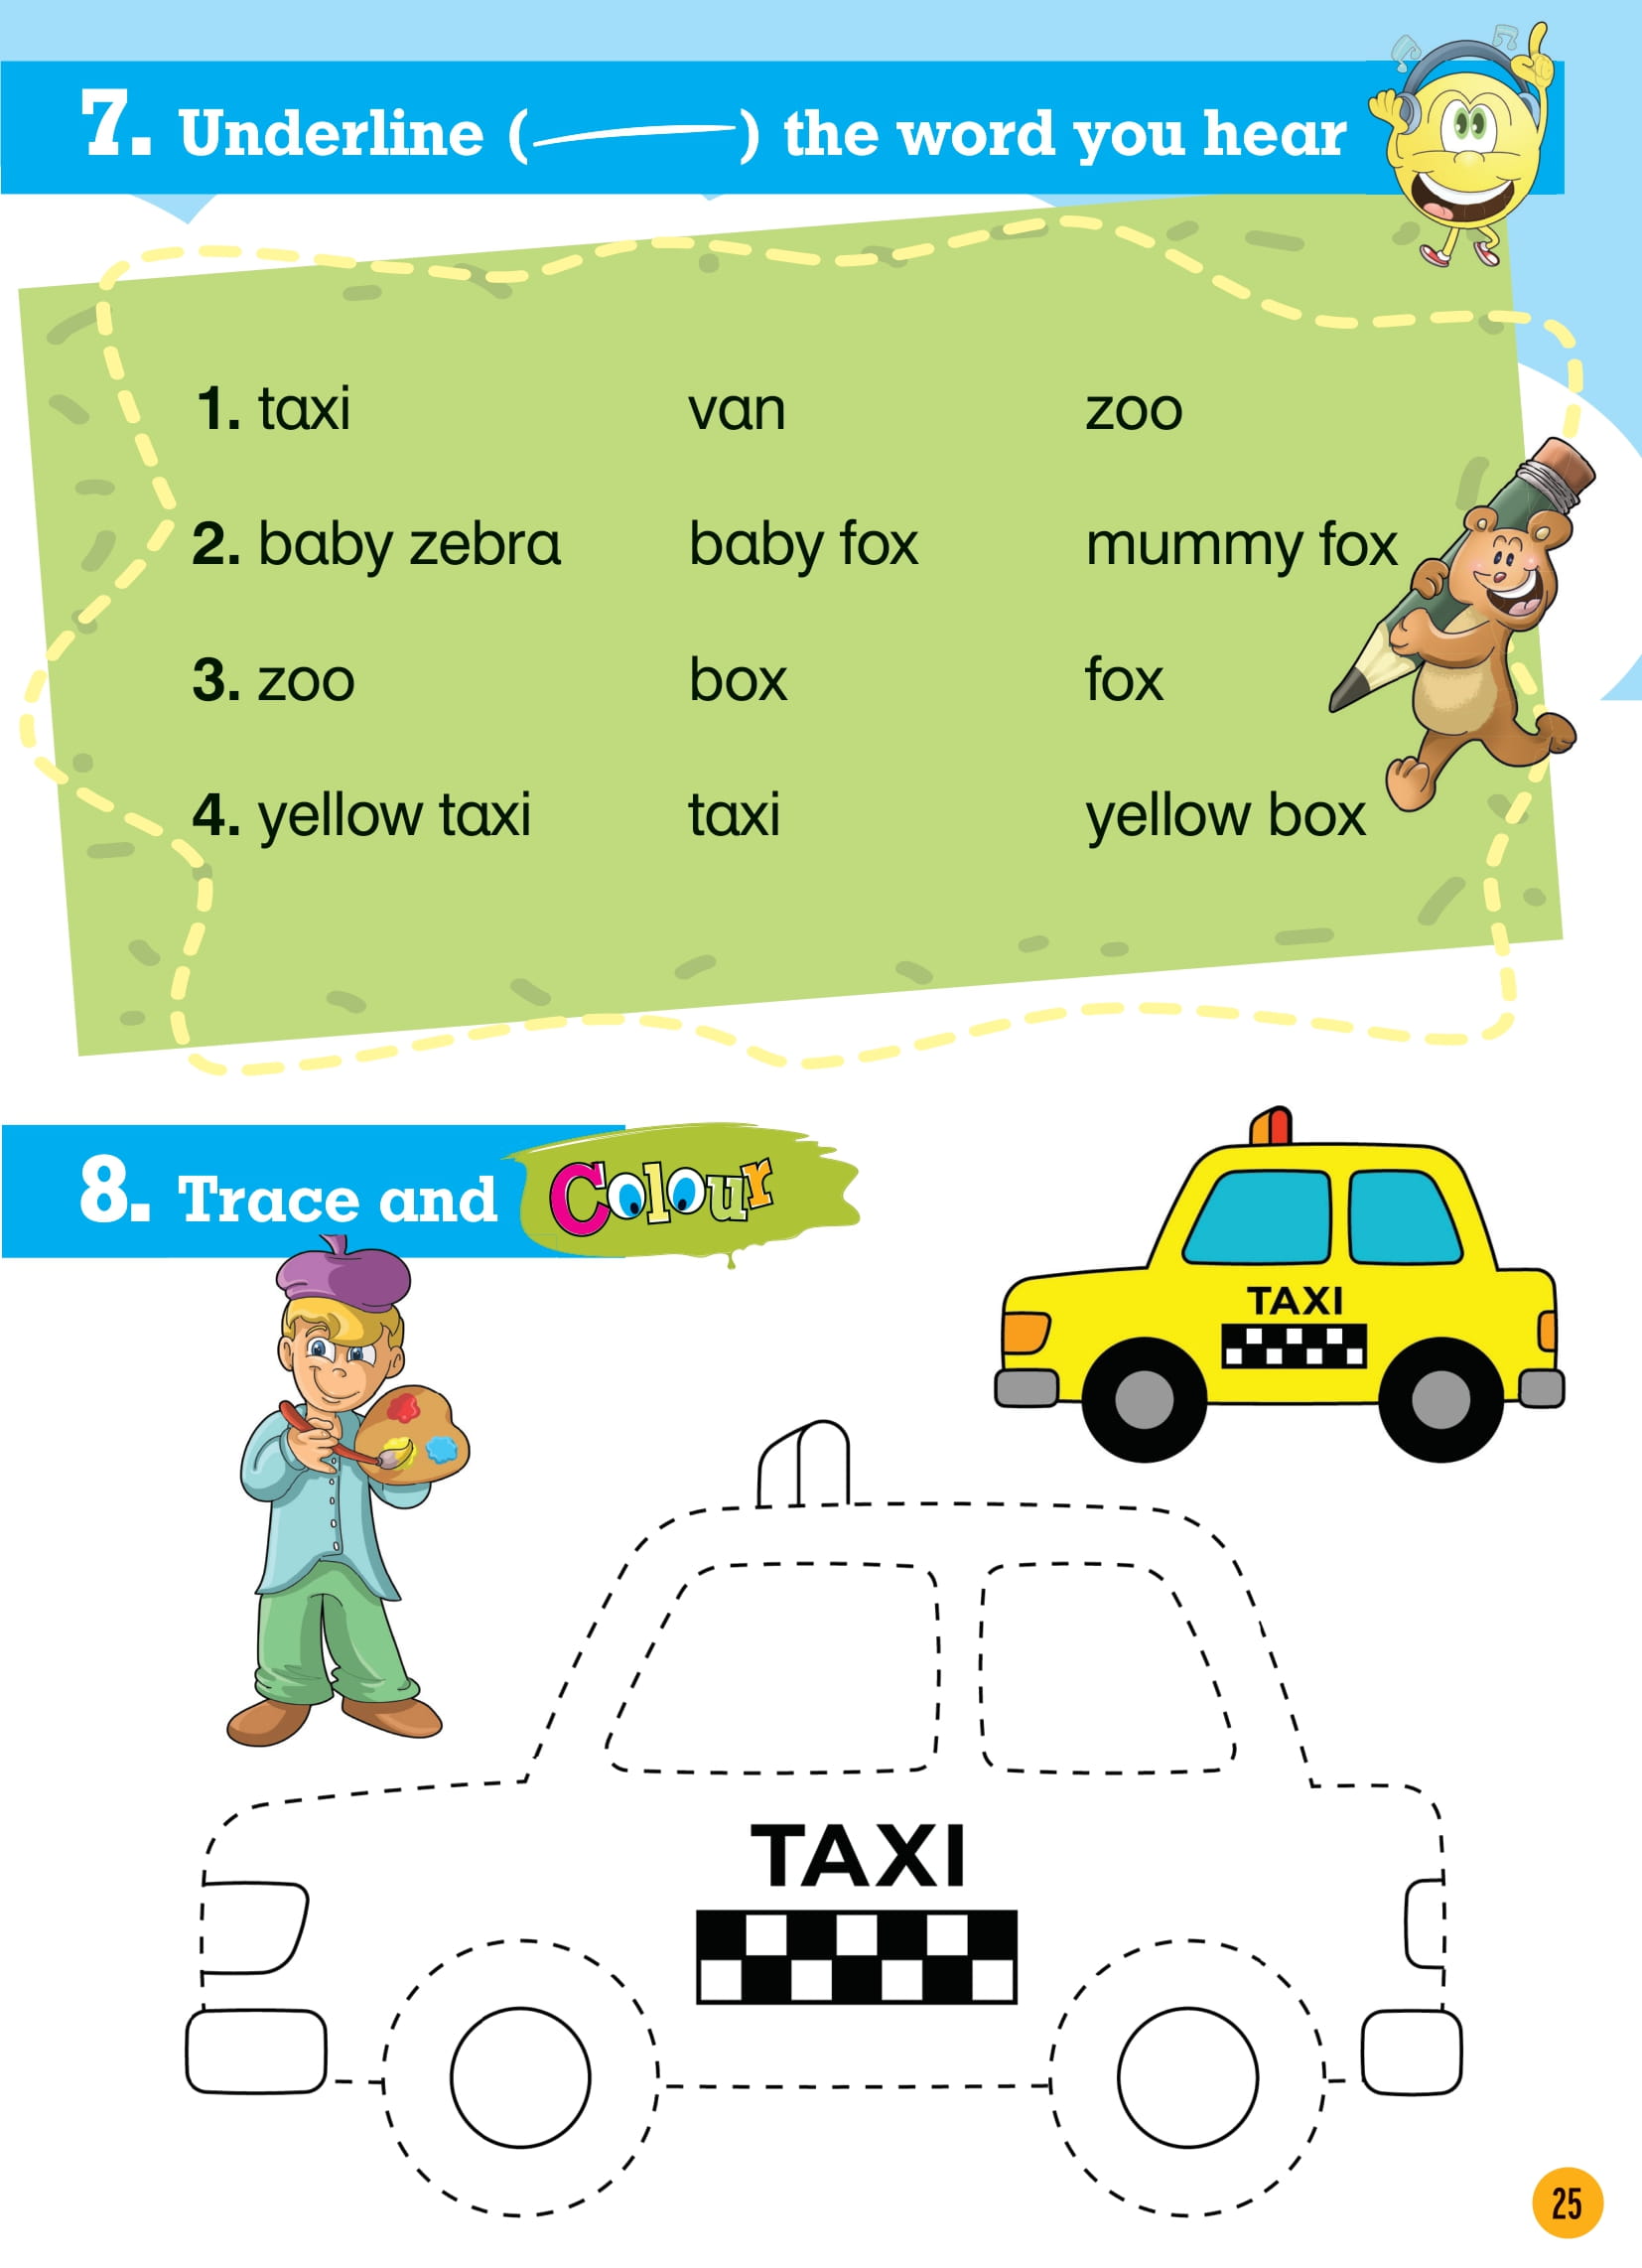 7. Underline (______) the word you hear
1. taxi van zoo
2. baby zebra baby fox mummy fox
3. zoo box fox
4. yellow taxi taxi yellow box
8. Trace and Colour
TAXI
TAXI
25